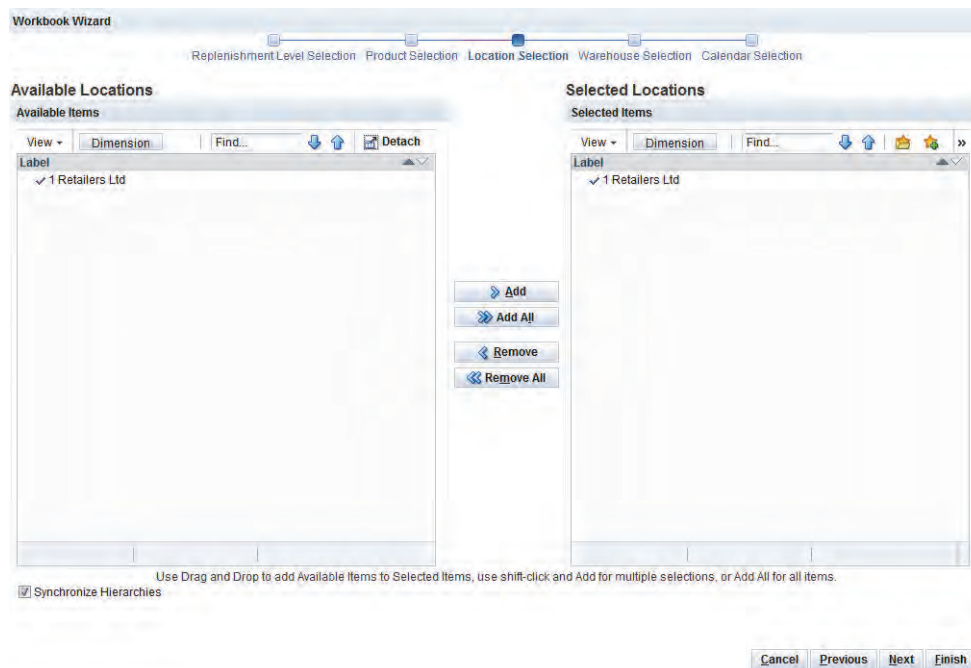 Workbook Wizard
Replenishment Level Selection Product Selection Location Selection Warehouse Selection Calendar Selection
Available Locations Selected Locations
Available Items Selected Items
View Dimension Find... Detach View Dimension Find... »
Label Label
1 Retailers Ltd 1 Retailers Ltd
Add
Add All
Remove
Remove All
Use Drag and Drop to add Available Items to Selected Items, use shift-click and Add for multiple selections, or Add All for all items.
Synchronize Hierarchies
Cancel Previous Next Finish